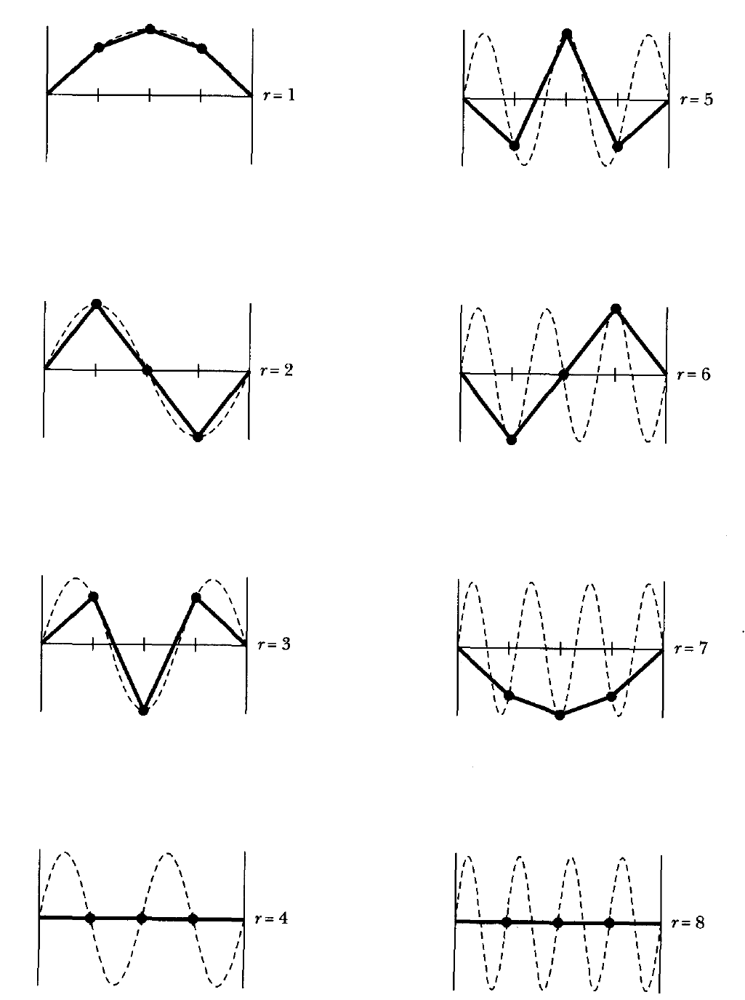 r = 1
r = 5
r = 2
r = 6
r = 3
r = 7
r = 4
r = 8